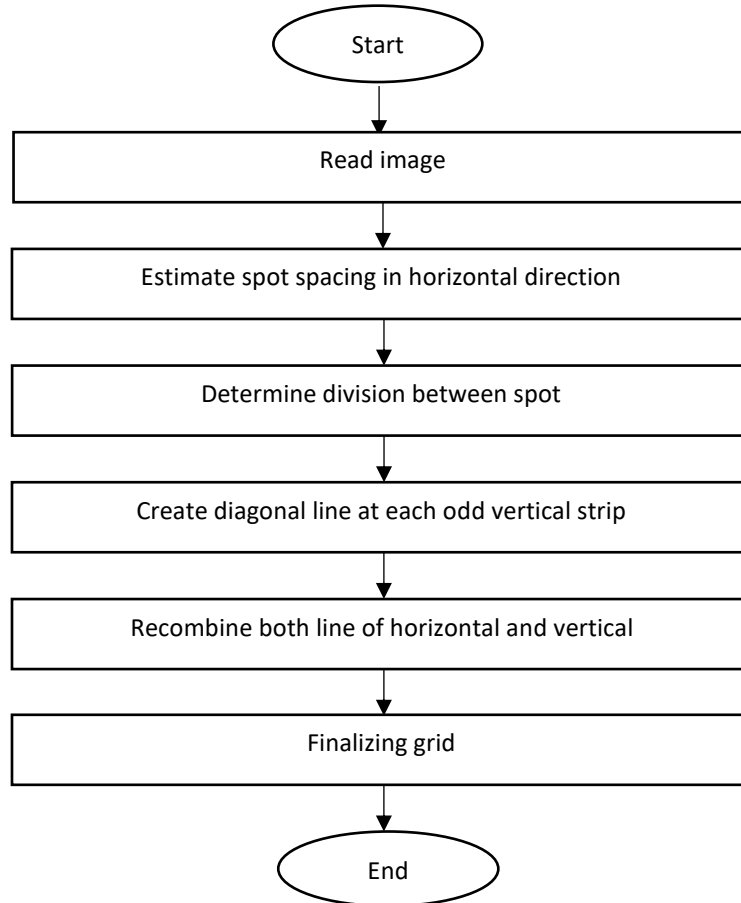 Start
Read image
Estimate spot spacing in horizontal direction
Determine division between spot
Create diagonal line at each odd vertical strip
Recombine both line of horizontal and vertical
Finalizing grid
End